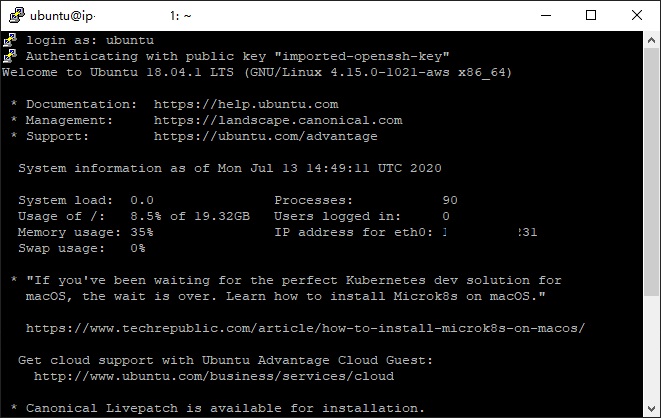 ubuntu@ip- 1: ~
login as: ubuntu
Authenticating with public key "imported-openssh-key"
Welcome to Ubuntu 18.04.1 LTS (GNU/Linux 4.15.0-1021-aws x86_64)
* Documentation:  https://help.ubuntu.com
* Management:     https://landscape.canonical.com
* Support:        https://ubuntu.com/advantage
System information as of Mon Jul 13 14:49:11 UTC 2020
System load:  0.0               Processes:           90
Usage of /:   8.5% of 19.32GB   Users logged in:     0
Memory usage: 35%               IP address for eth0: 231
Swap usage:   0%
* "If you've been waiting for the perfect Kubernetes dev solution for
macOS, the wait is over. Learn how to install Microk8s on macOS."
https://www.techrepublic.com/article/how-to-install-microk8s-on-macos/
Get cloud support with Ubuntu Advantage Cloud Guest:
http://www.ubuntu.com/business/services/cloud
* Canonical Livepatch is available for installation.